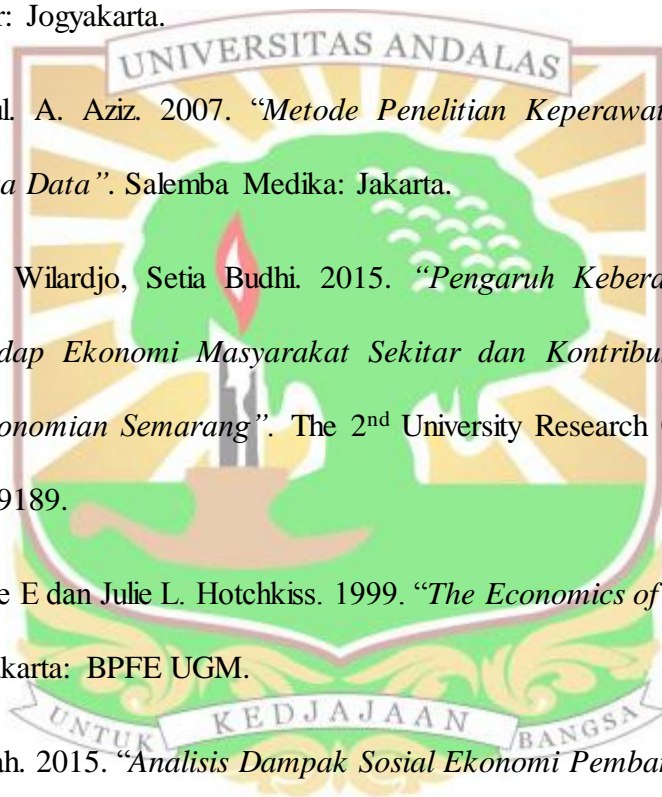 r: Jogyakarta.
UNIVERSITAS ANDALAS
ul. A. Aziz. 2007. “Metode Penelitian Keperawat
a Data”. Salemba Medika: Jakarta.
Wilardjo, Setia Budhi. 2015. “Pengaruh Kebera
dap Ekonomi Masyarakat Sekitar dan Kontribu
onomian Semarang”. The 2nd University Research
9189.
e E dan Julie L. Hotchkiss. 1999. “The Economics of
akarta: BPFE UGM.
UNTUK KEDJAJAAN BANGSA
ah. 2015. “Analisis Dampak Sosial Ekonomi Pemba